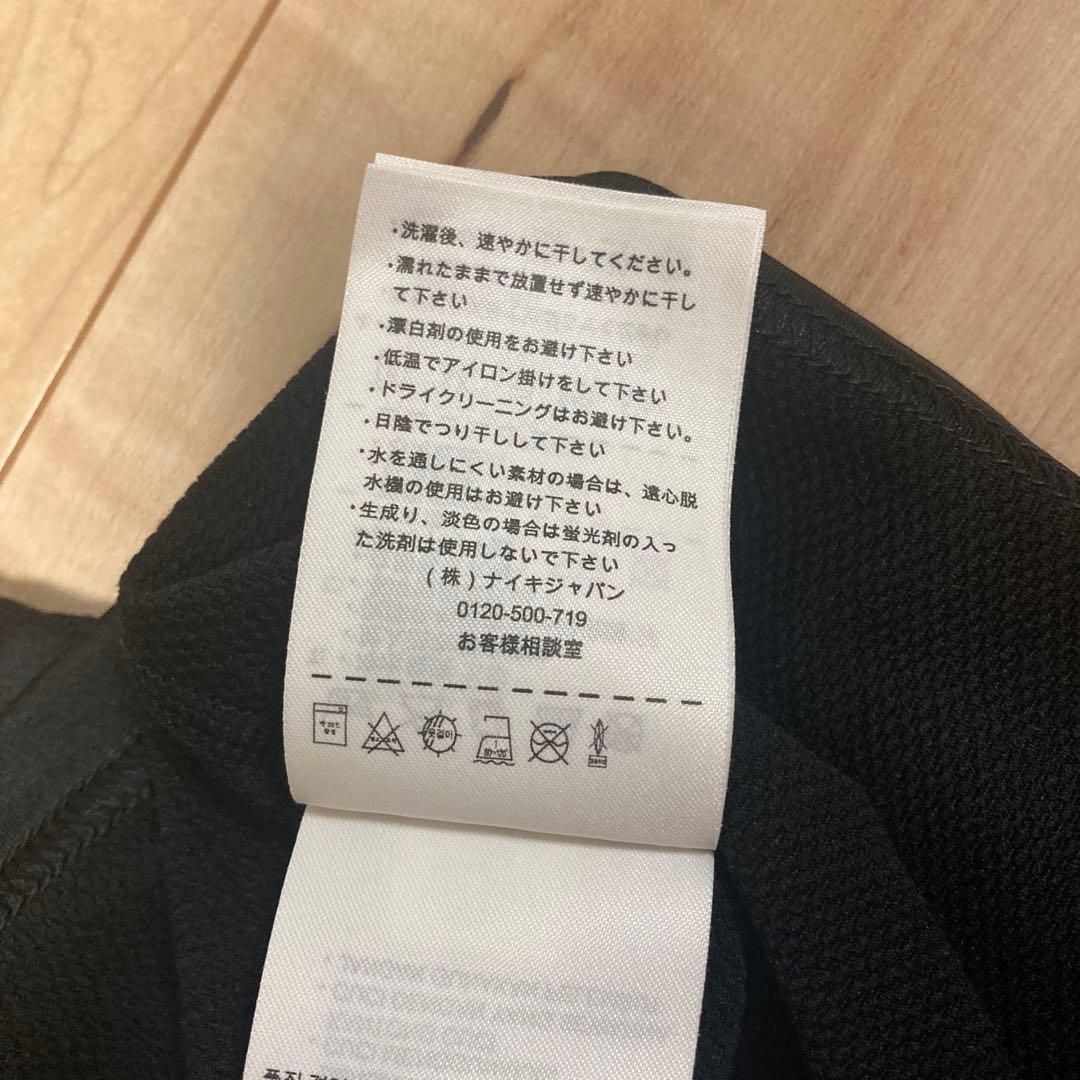 ・洗濯後、速やかに干してください。
・濡れたままで放置せず速やかに干し
て下さい
・漂白剤の使用をお避け下さい
・低温でアイロン掛けをして下さい
・ドライクリーニングはお避け下さい。
・日陰でつり干しして下さい
・水を通しにくい素材の場合は、遠心脱
水機の使用はお避け下さい
・生成り、淡色の場合は蛍光剤の入っ
た洗剤は使用しないで下さい
(株)ナイキジャパン
0120-500-719
お客様相談室
옷걸이
80~120